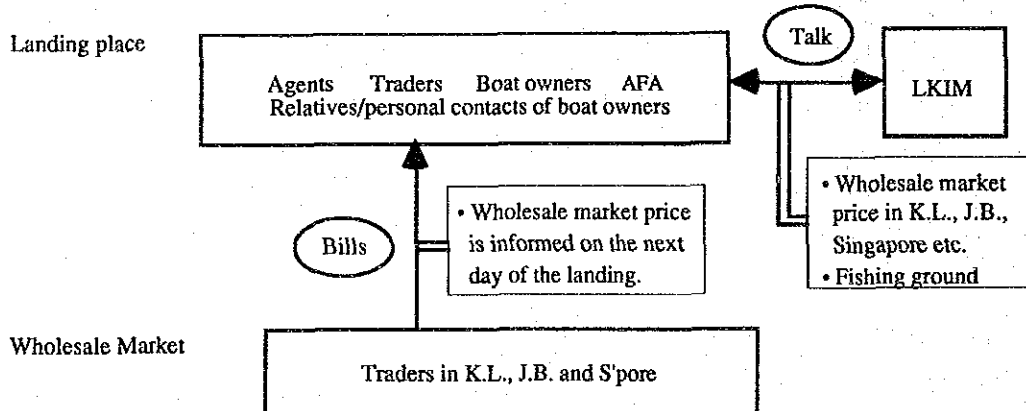 Landing place
Talk
Agents Traders Boat owners AFA
Relatives/personal contacts of boat owners
LKIM
• Wholesale market price
is informed on the next
day of the landing.
• Wholesale market
price in K.L., J.B.,
Singapore etc.
• Fishing ground
Bills
Wholesale Market
Traders in K.L., J.B. and S'pore